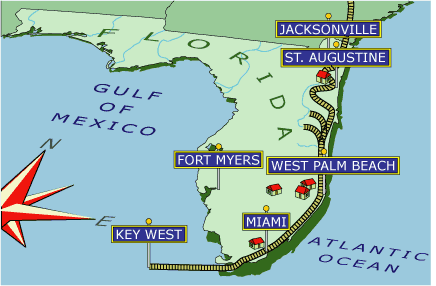 JACKSONVILLE
FLORIDA
ST. AUGUSTINE
GULF
OF
MEXICO
N
FORT MYERS
WEST PALM BEACH
E
MIAMI
KEY WEST
ATLANTIC
OCEAN